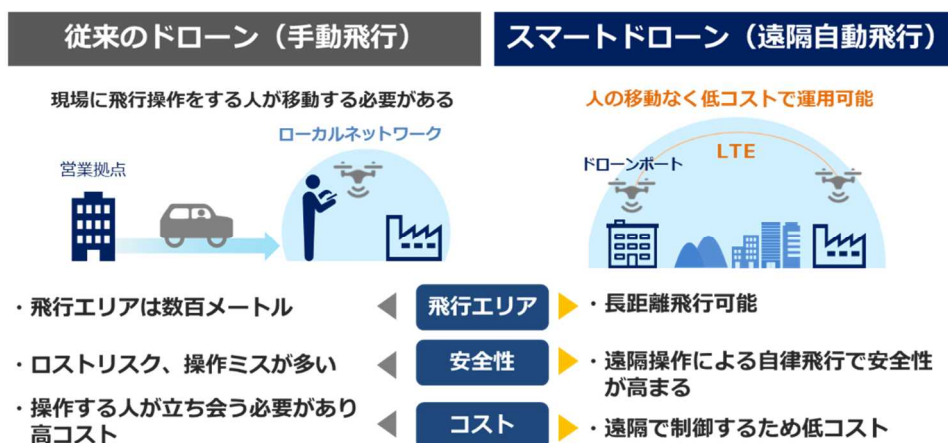 従来のドローン（手動飛行）
スマートドローン（遠隔自動飛行）
現場に飛行操作をする人が移動する必要がある
人の移動なく低コストで運用可能
ローカルネットワーク
営業拠点
LTE
ドローンポート
・飛行エリアは数百メートル
飛行エリア
・長距離飛行可能
・ロストリスク、操作ミスが多い
安全性
・遠隔操作による自律飛行で安全性
が高まる
・操作する人が立ち会う必要があり
高コスト
コスト
・遠隔で制御するため低コスト